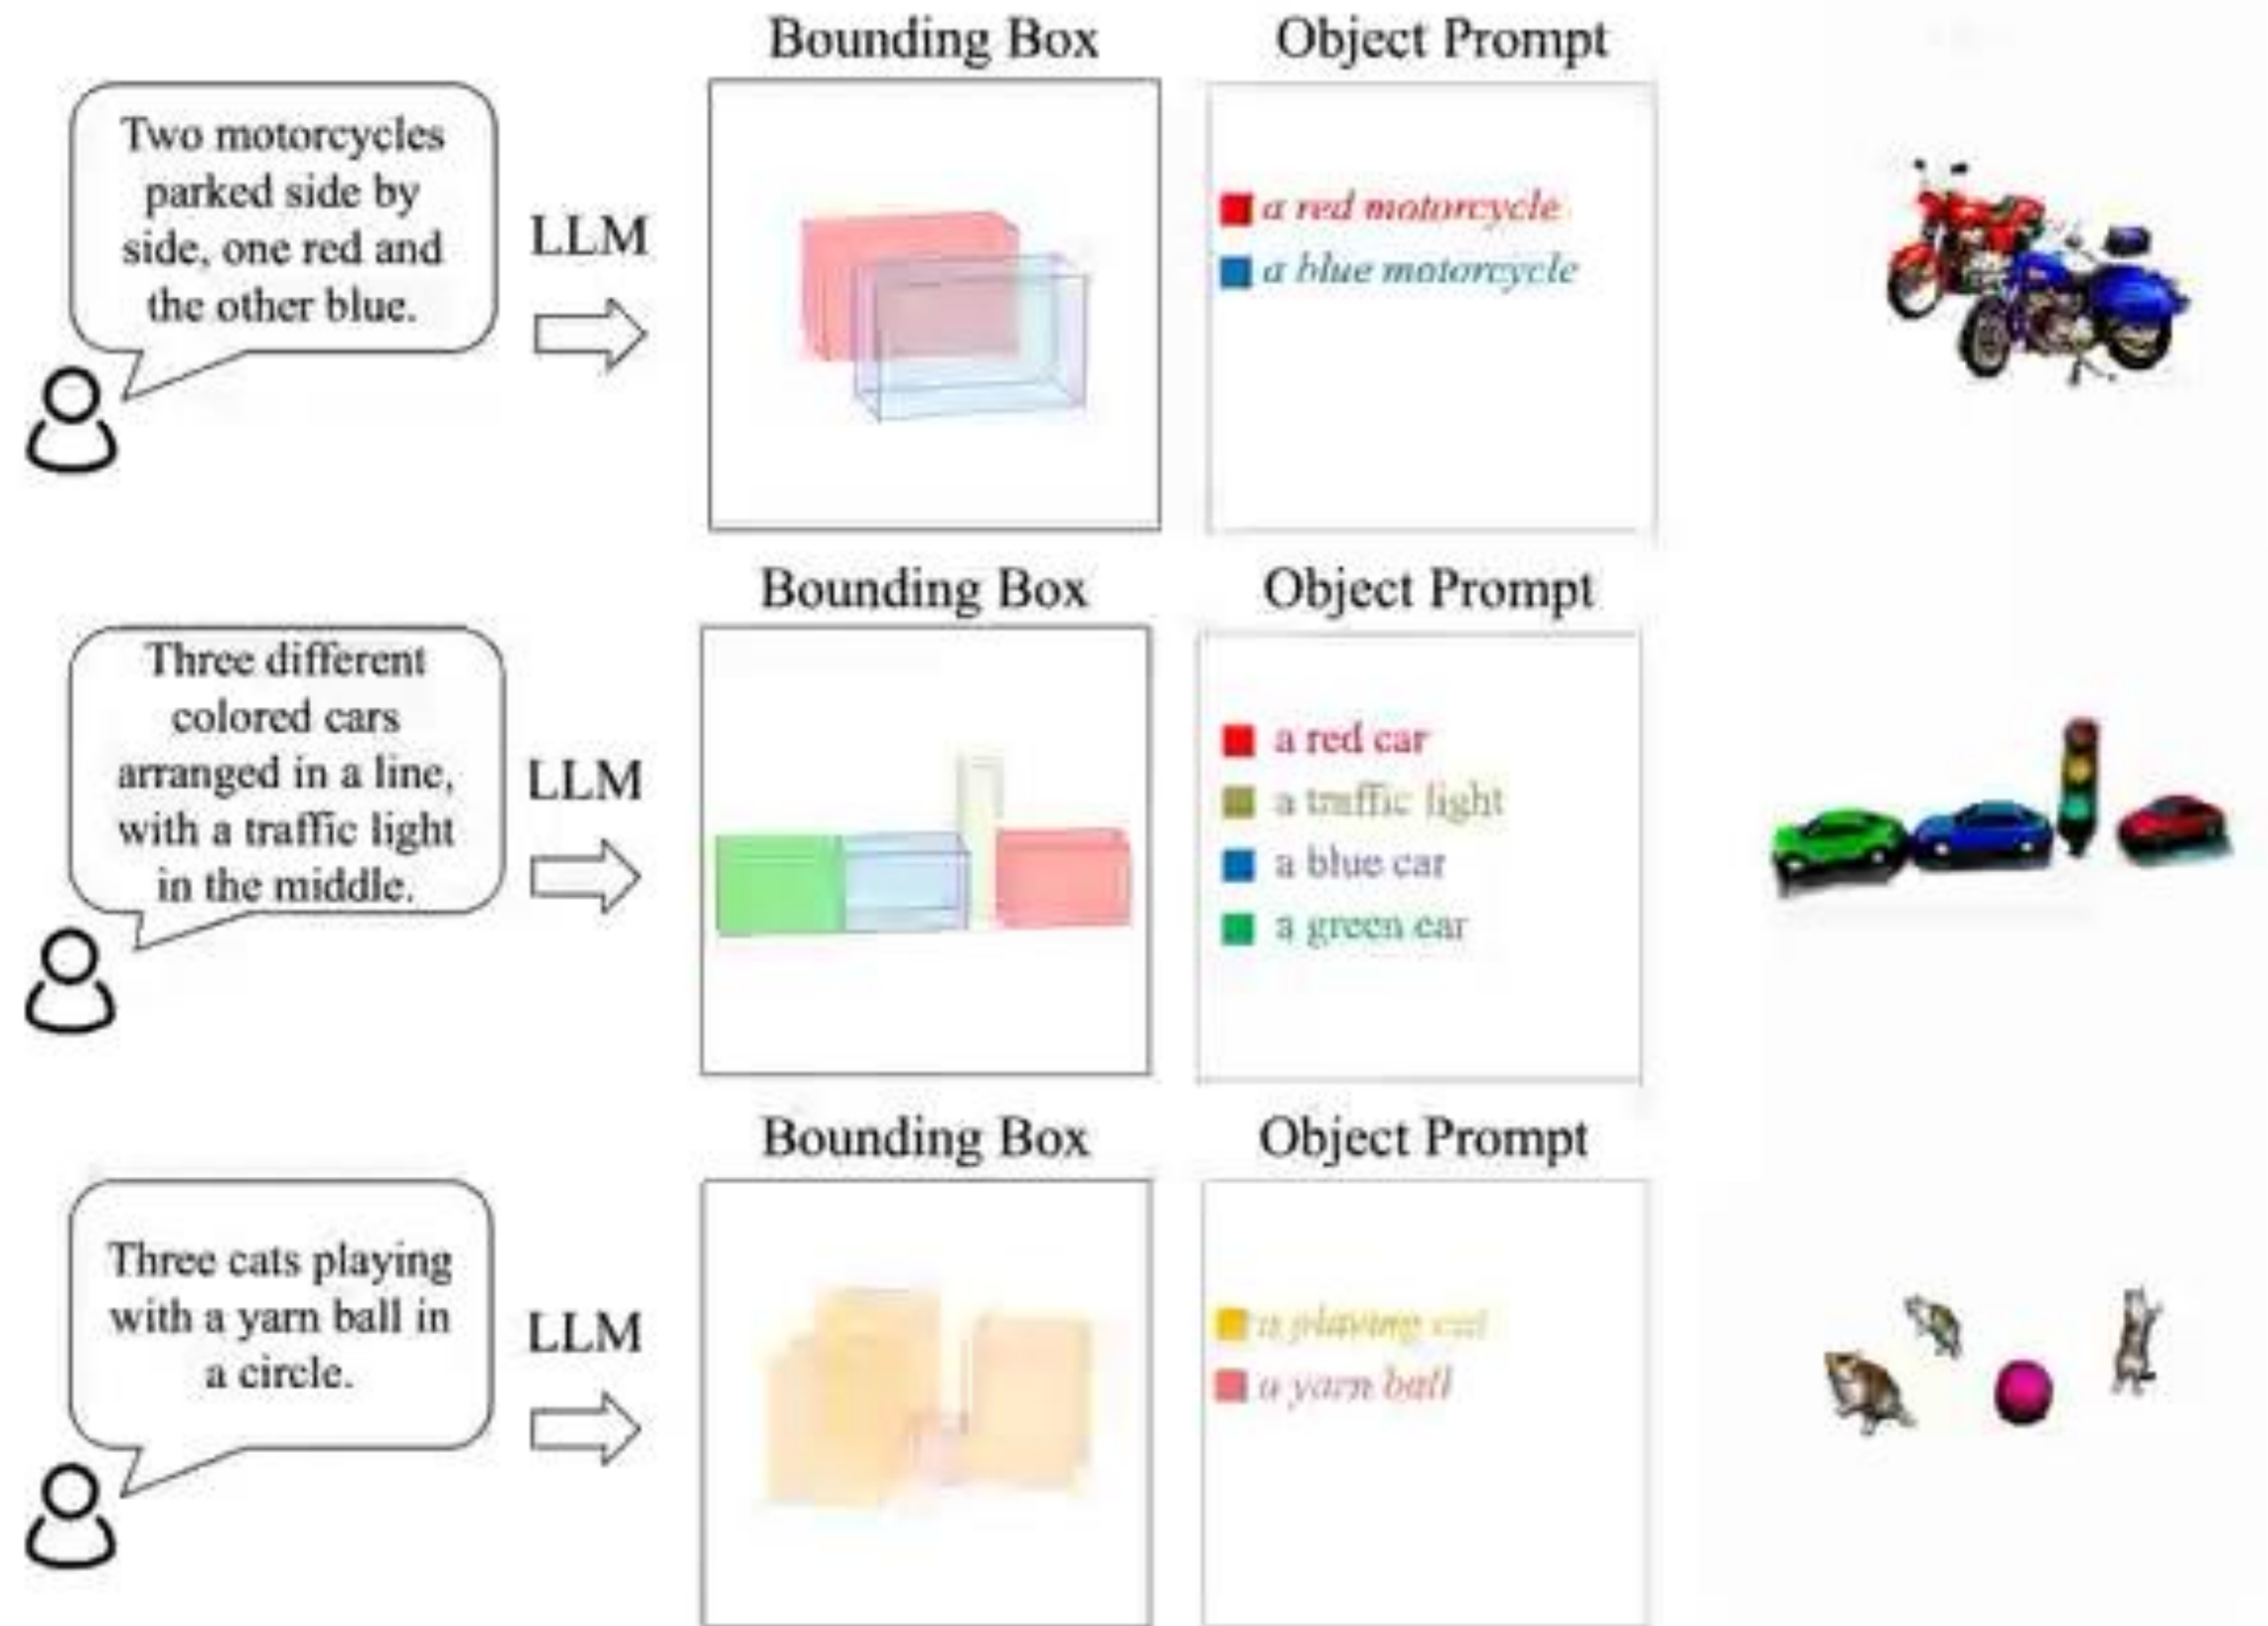 Bounding Box
Object Prompt
Two motorcycles
parked side by
side, one red and
the other blue.
LLM
a red motorcycle
a blue motorcycle
Bounding Box
Object Prompt
Three different
colored cars
arranged in a line,
with a traffic light
in the middle.
LLM
a red car
a traffic light
a blue car
a green car
Bounding Box
Object Prompt
Three cats playing
with a yarn ball in
a circle.
LLM
a playing cat
a yarn ball